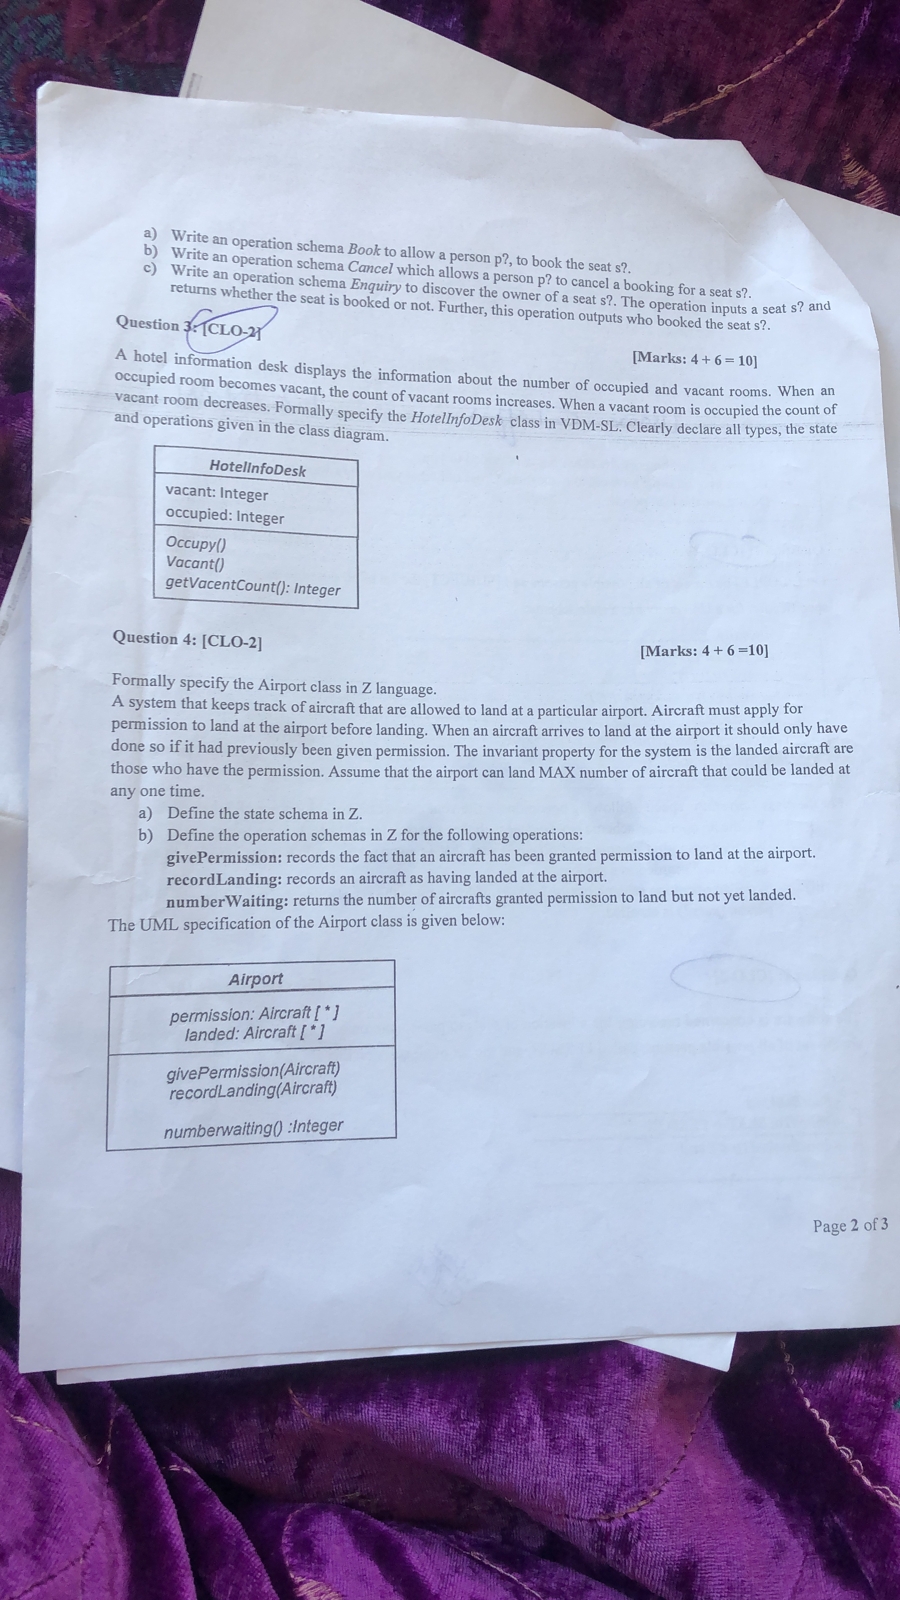 a) Write an operation schema Book to allow a person p?, to book the seat s?.
b) Write an operation schema Cancel which allows a person p? to cancel a booking for a seat s?.
c) Write an operation schema Enquiry to discover the owner of a seat s?. The operation inputs a seat s? and
returns whether the seat is booked or not. Further, this operation outputs who booked the seat s?.
Question 3: [CLO-2]
[Marks: 4 + 6 = 10]
A hotel information desk displays the information about the number of occupied and vacant rooms. When an
occupied room becomes vacant, the count of vacant rooms increases. When a vacant room is occupied the count of
vacant room decreases. Formally specify the HotelInfoDesk class in VDM-SL. Clearly declare all types, the state
and operations given in the class diagram.
HotelInfoDesk
vacant: Integer
occupied: Integer
Occupy()
Vacant()
getVacentCount(): Integer
Question 4: [CLO-2]
[Marks: 4 + 6 =10]
Formally specify the Airport class in Z language.
A system that keeps track of aircraft that are allowed to land at a particular airport. Aircraft must apply for
permission to land at the airport before landing. When an aircraft arrives to land at the airport it should only have
done so if it had previously been given permission. The invariant property for the system is the landed aircraft are
those who have the permission. Assume that the airport can land MAX number of aircraft that could be landed at
any one time.
a) Define the state schema in Z.
b) Define the operation schemas in Z for the following operations:
givePermission: records the fact that an aircraft has been granted permission to land at the airport.
recordLanding: records an aircraft as having landed at the airport.
numberWaiting: returns the number of aircrafts granted permission to land but not yet landed.
The UML specification of the Airport class is given below:
Airport
permission: Aircraft [ * ]
landed: Aircraft [ * ]
givePermission(Aircraft)
recordLanding(Aircraft)
numberwaiting() :Integer
Page 2 of 3